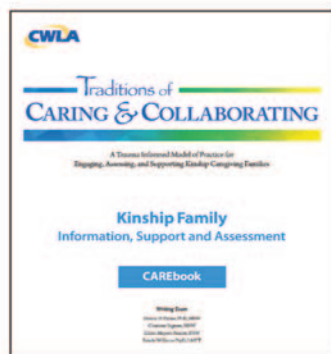 CWLA
Traditions of
CARING & COLLABORATING
A Trauma Informed Model of Practice for
Engaging, Assessing, and Supporting Kinship Caregiving Families
Kinship Family
Information, Support and Assessment
CAREbook
Writing Team